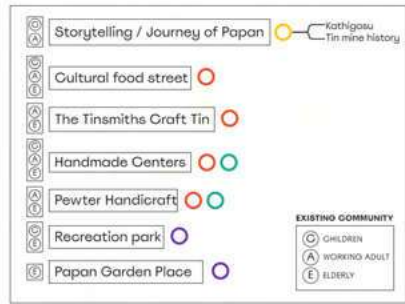 C
A
Storytelling / Journey of Papan
Kathigasu
Tin mine history
C
A
E
Cultural food street
A
E
The Tinsmiths Craft Tin
C
A
E
Handmade Centers
A
E
Pewter Handicraft
C
E
Recreation park
E
Papan Garden Place
EXISTING COMMUNITY
C CHILDREN
A WORKING ADULT
E ELDERLY